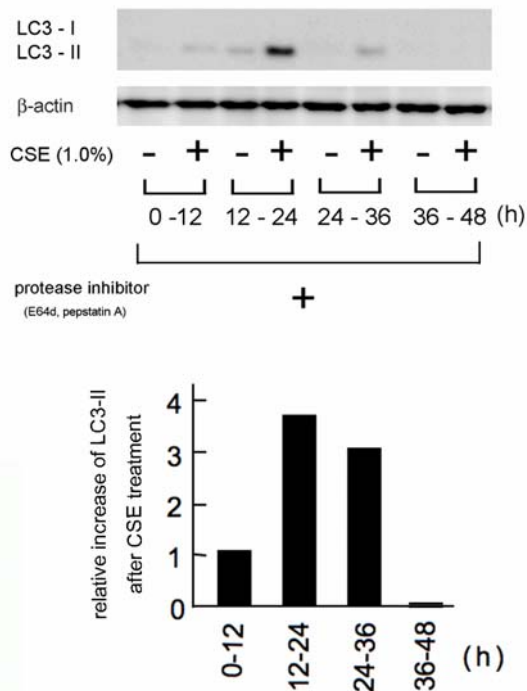 LC3 - I
LC3 - II
β-actin
CSE (1.0%) - + - + - + - +
0 -12 12 - 24 24 - 36 36 - 48 (h)
protease inhibitor +
(E64d, pepstatin A)
relative increase of LC3-II
after CSE treatment
4
3
2
1
0
0-12 12-24 24-36 36-48 (h)